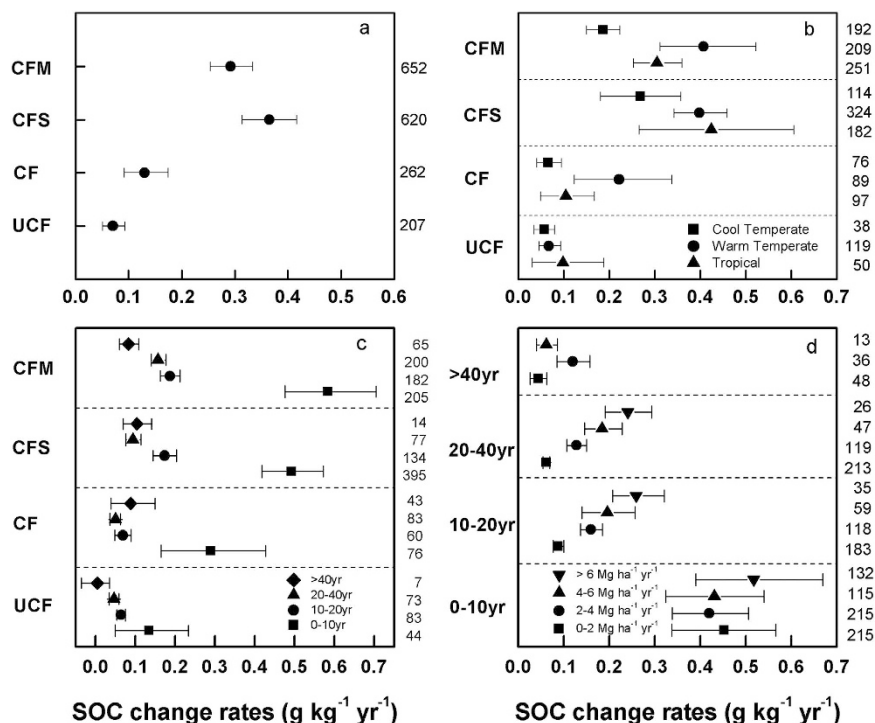 a
CFM
652
CFS
620
CF
262
UCF
207
0.0 0.1 0.2 0.3 0.4 0.5 0.6
b
CFM
192
209
251
CFS
114
324
182
CF
76
89
97
UCF
38
119
50
Cool Temperate
Warm Temperate
Tropical
0.0 0.1 0.2 0.3 0.4 0.5 0.6 0.7
c
CFM
65
200
182
205
CFS
14
77
134
395
CF
43
83
60
76
UCF
7
73
83
44
>40yr
20-40yr
10-20yr
0-10yr
0.0 0.1 0.2 0.3 0.4 0.5 0.6 0.7
SOC change rates (g kg⁻¹ yr⁻¹)
d
>40yr
13
36
48
20-40yr
26
47
119
213
10-20yr
35
59
118
183
0-10yr
132
115
215
215
> 6 Mg ha⁻¹ yr⁻¹
4-6 Mg ha⁻¹ yr⁻¹
2-4 Mg ha⁻¹ yr⁻¹
0-2 Mg ha⁻¹ yr⁻¹
0.0 0.1 0.2 0.3 0.4 0.5 0.6 0.7 0.8
SOC change rates (g kg⁻¹ yr⁻¹)